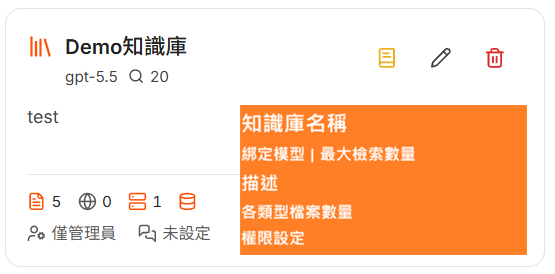 Demo知識庫
gpt-5.5 20
test
知識庫名稱
綁定模型 | 最大檢索數量
描述
各類型檔案數量
權限設定
5 0 1
僅管理員 未設定